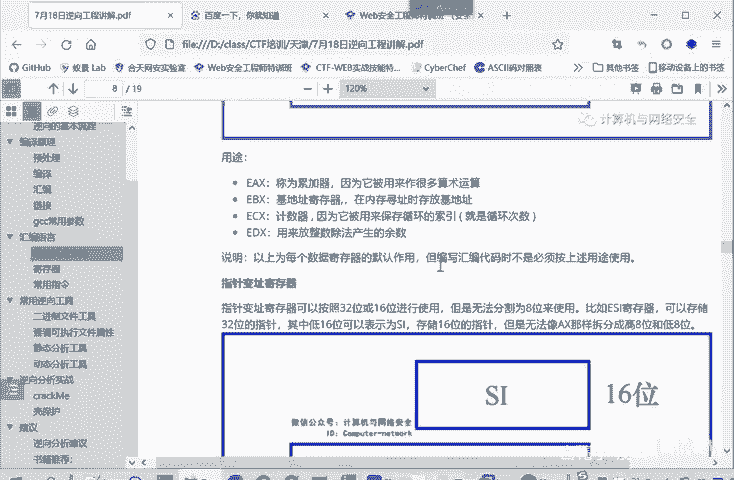 7月18日逆向工程讲解.pdf
百度一下，你就知道
Web安全工程师特训班
file:///D:/class/CTF培训/天津/7月18日逆向工程讲解.pdf
GitHub
蚁景 Lab
合天网安实验室
Web安全工程师特训班
CTF-WEB实战技能特...
CyberChef
ASCII码对照表
其他书签
移动设备上的书签
8 / 19
120%
计算机与网络安全
逆向的基本流程
编译原理
预处理
编译
汇编
链接
gcc常用参数
汇编语言
寄存器
常用指令
常用逆向工具
二进制文件工具
查看可执行文件属性
静态分析工具
动态分析工具
逆向分析实战
crackMe
壳保护
建议
逆向分析建议
书籍推荐:
用途：
EAX：称为累加器，因为它被用来作很多算术运算
EBX：基地址寄存器,，在内存寻址时存放基地址
ECX：计数器 , 因为它被用来保存循环的索引 ( 就是循环次数 )
EDX：用来放整数除法产生的余数
说明：以上为每个数据寄存器的默认作用，但编写汇编代码时不是必须按上述用途使用。
指针变址寄存器
指针变址寄存器可以按照32位或16位进行使用，但是无法分割为8位来使用。比如ESI寄存器，可以存储
32位的指针，其中低16位可以表示为SI，存储16位的指针，但是无法像AX那样拆分成高8位和低8位。
SI
16位
微信公众号：计算机与网络安全
ID：Computer-network